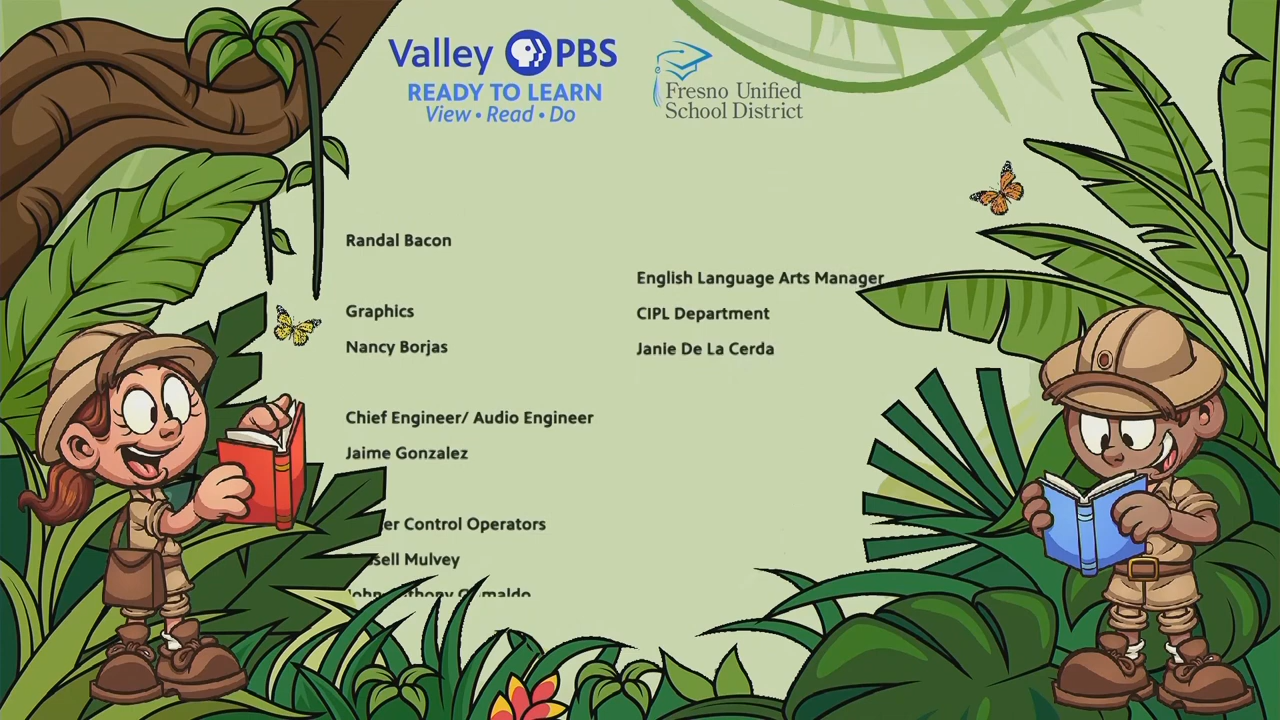 Valley PBS
READY TO LEARN
View • Read • Do
Fresno Unified
School District
Randal Bacon
Graphics
Nancy Borjas
Chief Engineer/ Audio Engineer
Jaime Gonzalez
Control Operators
Mulvey
English Language Arts Manager
CIPL Department
Janie De La Cerda